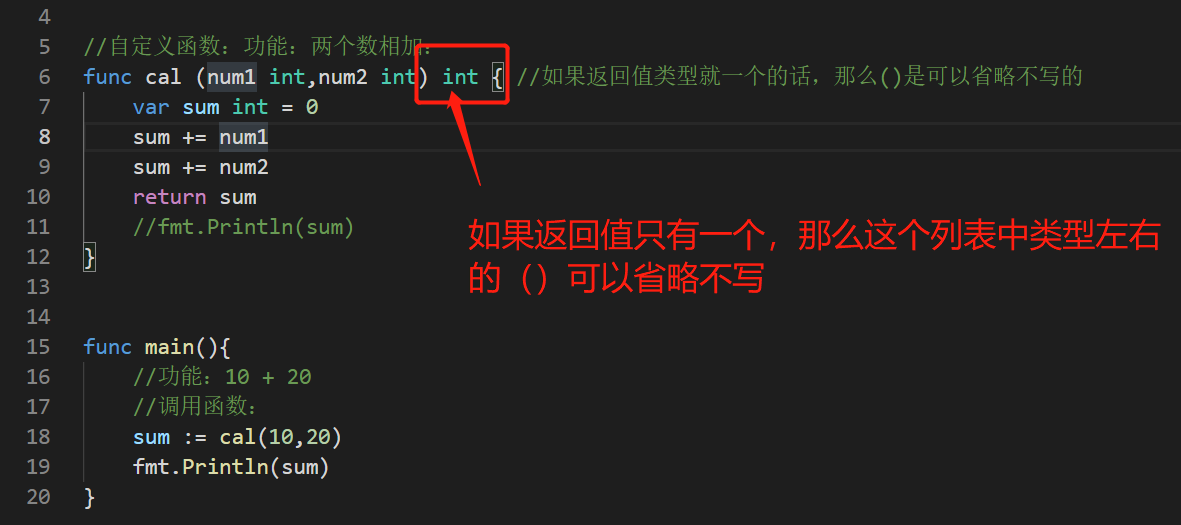 4
5 //自定义函数：功能：两个数相加：
6 func cal (num1 int,num2 int) int { //如果返回值类型就一个的话，那么()是可以省略不写的
7 var sum int = 0
8 sum += num1
9 sum += num2
10 return sum
11 //fmt.Println(sum)
如果返回值只有一个，那么这个列表中类型左右
的（）可以省略不写
12 }
13
14
15 func main(){
16 //功能：10 + 20
17 //调用函数：
18 sum := cal(10,20)
19 fmt.Println(sum)
20 }